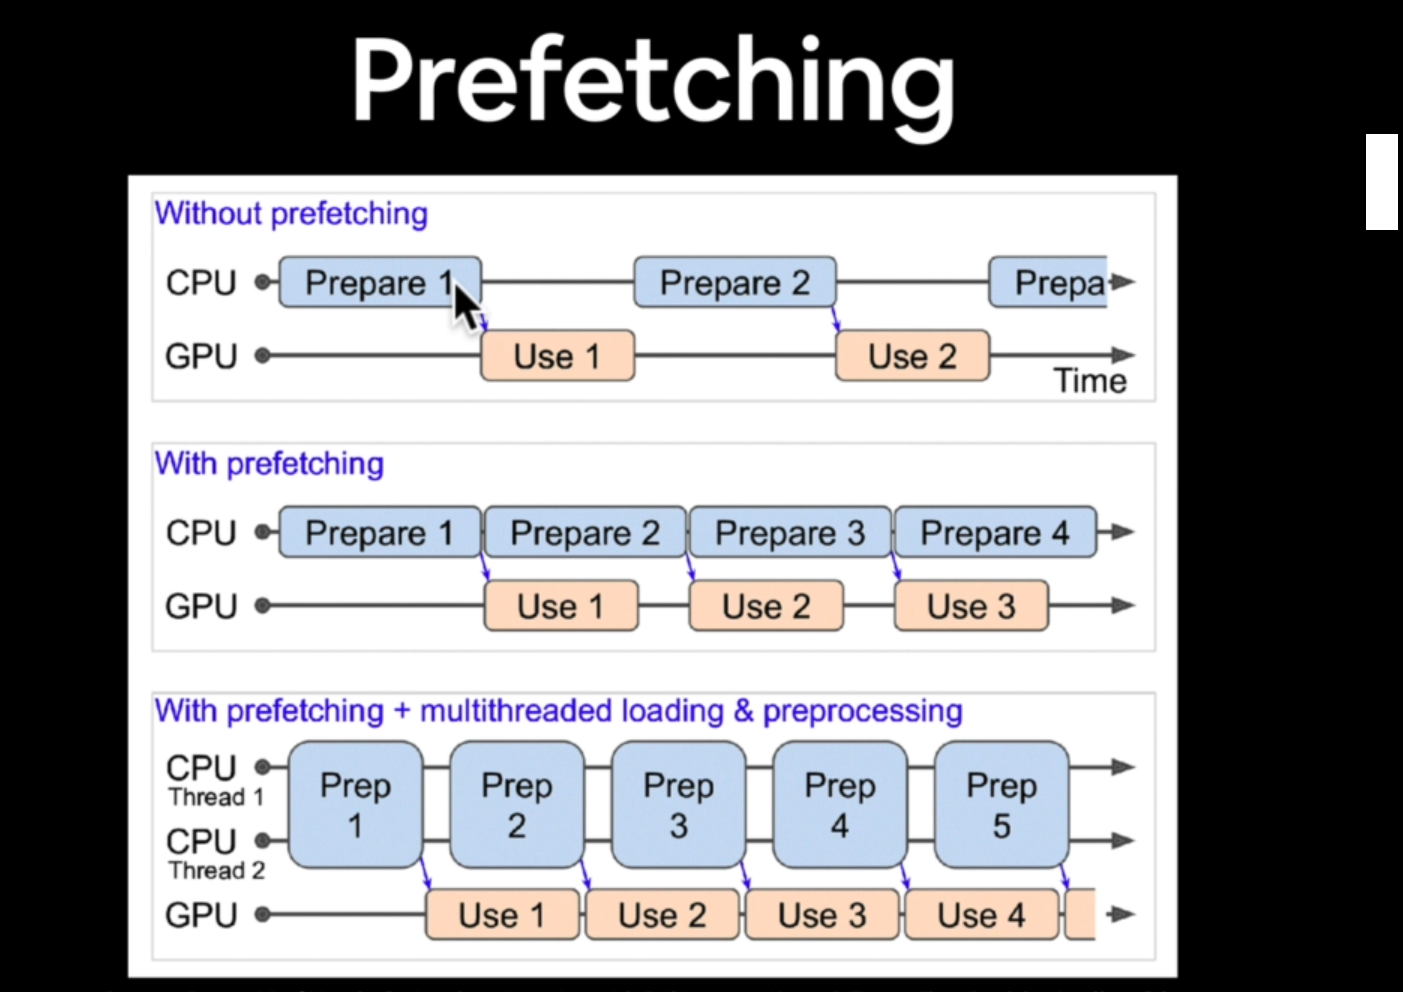 Prefetching
Without prefetching
CPU Prepare 1 Prepare 2 Prepa
GPU Use 1 Use 2
Time
With prefetching
CPU Prepare 1 Prepare 2 Prepare 3 Prepare 4
GPU Use 1 Use 2 Use 3
With prefetching + multithreaded loading & preprocessing
CPU
Thread 1
Prep 1
Prep 2
Prep 3
Prep 4
Prep 5
CPU
Thread 2
GPU Use 1 Use 2 Use 3 Use 4